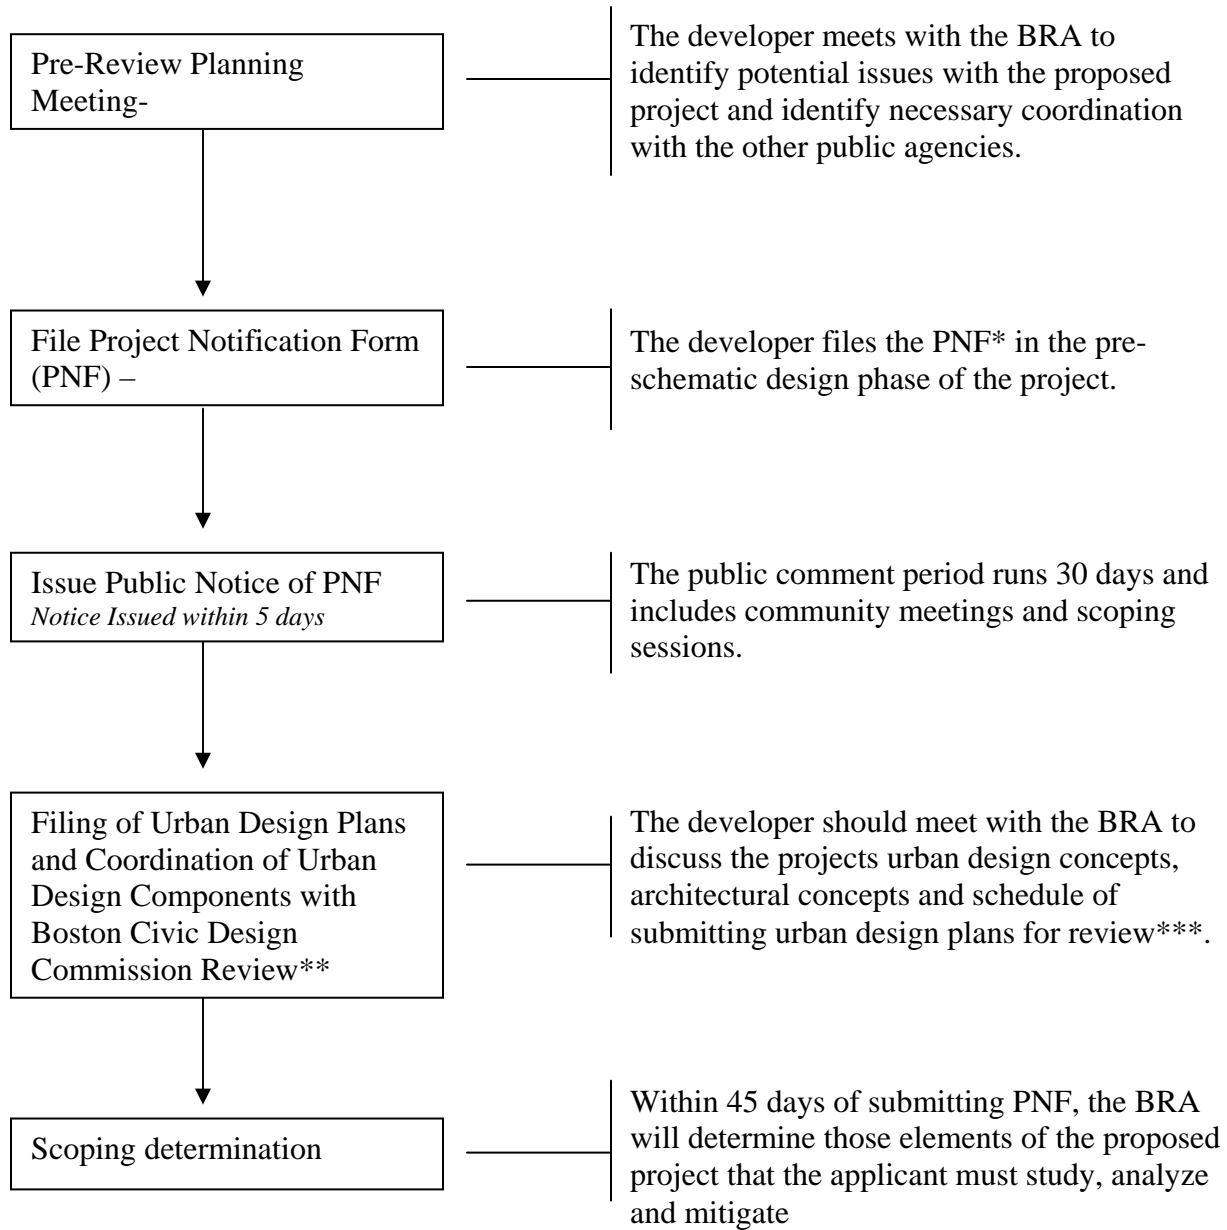 Pre-Review Planning
Meeting-
The developer meets with the BRA to
identify potential issues with the proposed
project and identify necessary coordination
with the other public agencies.
File Project Notification Form
(PNF) –
The developer files the PNF* in the pre-
schematic design phase of the project.
Issue Public Notice of PNF
Notice Issued within 5 days
The public comment period runs 30 days and
includes community meetings and scoping
sessions.
Filing of Urban Design Plans
and Coordination of Urban
Design Components with
Boston Civic Design
Commission Review**
The developer should meet with the BRA to
discuss the projects urban design concepts,
architectural concepts and schedule of
submitting urban design plans for review***.
Scoping determination
Within 45 days of submitting PNF, the BRA
will determine those elements of the proposed
project that the applicant must study, analyze
and mitigate